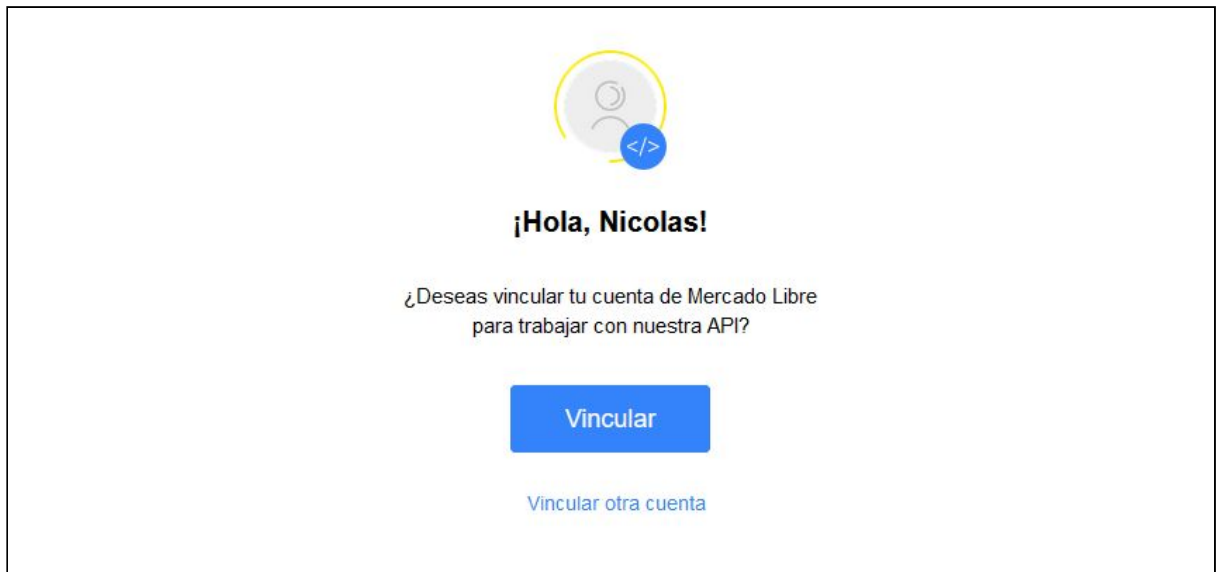 </>
¡Hola, Nicolas!
¿Deseas vincular tu cuenta de Mercado Libre
para trabajar con nuestra API?
Vincular
Vincular otra cuenta